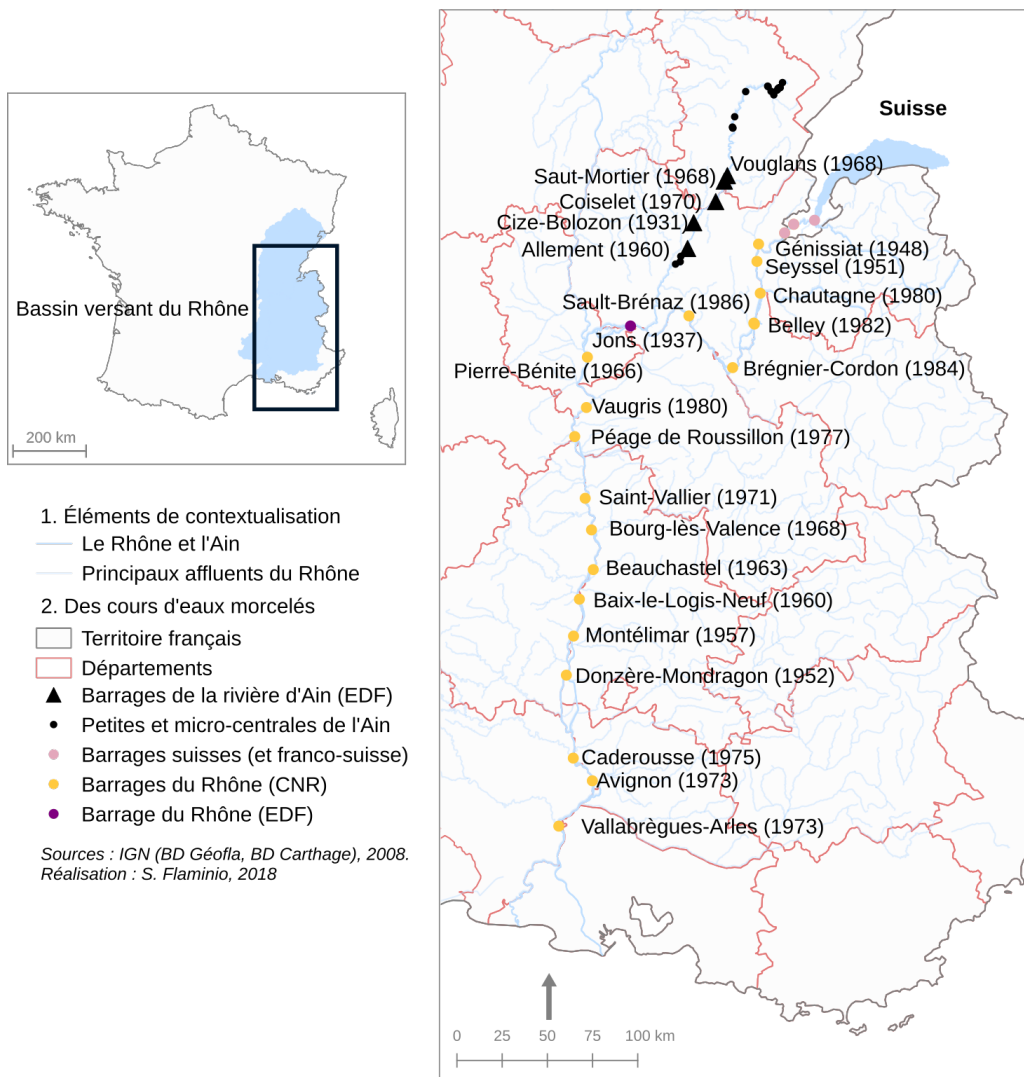 Bassin versant du Rhône
200 km
1. Éléments de contextualisation
Le Rhône et l'Ain
Principaux affluents du Rhône
2. Des cours d'eaux morcelés
Territoire français
Départements
Barrages de la rivière d'Ain (EDF)
Petites et micro-centrales de l'Ain
Barrages suisses (et franco-suisse)
Barrages du Rhône (CNR)
Barrage du Rhône (EDF)
Sources : IGN (BD Géofla, BD Carthage), 2008.
Réalisation : S. Flaminio, 2018
Suisse
Vouglans (1968)
Saut-Mortier (1968)
Coiselet (1970)
Cize-Bolozon (1931)
Allement (1960)
Génissiat (1948)
Seyssel (1951)
Chautagne (1980)
Sault-Brénaz (1986)
Belley (1982)
Jons (1937)
Brégnier-Cordon (1984)
Pierre-Bénite (1966)
Vaugris (1980)
Péage de Roussillon (1977)
Saint-Vallier (1971)
Bourg-lès-Valence (1968)
Beauchastel (1963)
Baix-le-Logis-Neuf (1960)
Montélimar (1957)
Donzère-Mondragon (1952)
Caderousse (1975)
Avignon (1973)
Vallabrègues-Arles (1973)
0 25 50 75 100 km